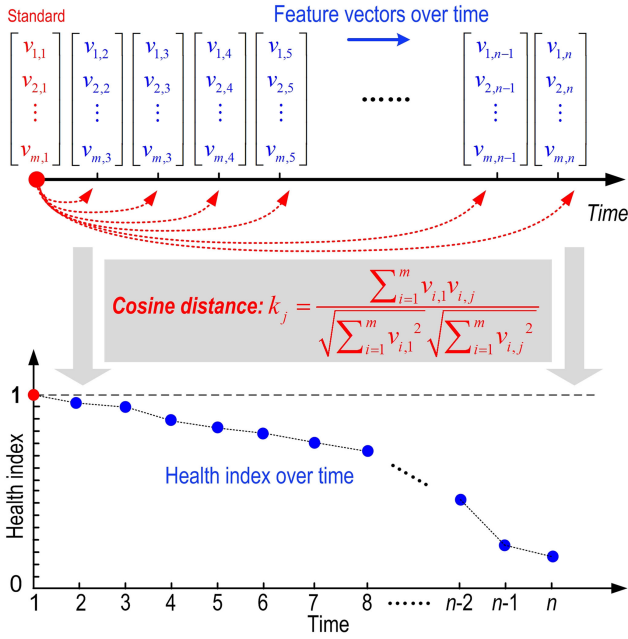 Standard
Feature vectors over time
v1,1 v1,2 v1,3 v1,4 v1,5 v1,n−1 v1,n
v2,1 v2,2 v2,3 v2,4 v2,5 ······ v2,n−1 v2,n
⋮ ⋮ ⋮ ⋮ ⋮ ⋮ ⋮
vm,1 vm,3 vm,3 vm,4 vm,5 vm,n−1 vm,n
Time
Cosine distance: kj = ∑i=1^m vi,1vi,j / √(∑i=1^m vi,1²) √(∑i=1^m vi,j²)
1
Health index
Health index over time
······
0
1 2 3 4 5 6 7 8 ······ n-2 n-1 n
Time